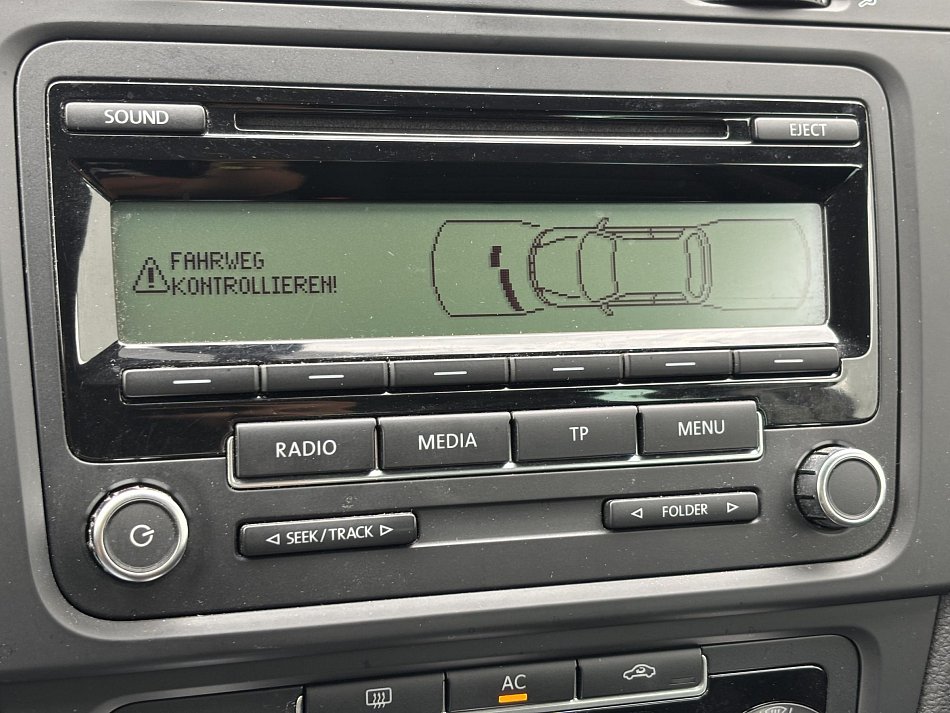 SOUND
EJECT
FAHRWEG
KONTROLLIEREN!
RADIO
MEDIA
TP
MENU
SEEK/TRACK
FOLDER
AC